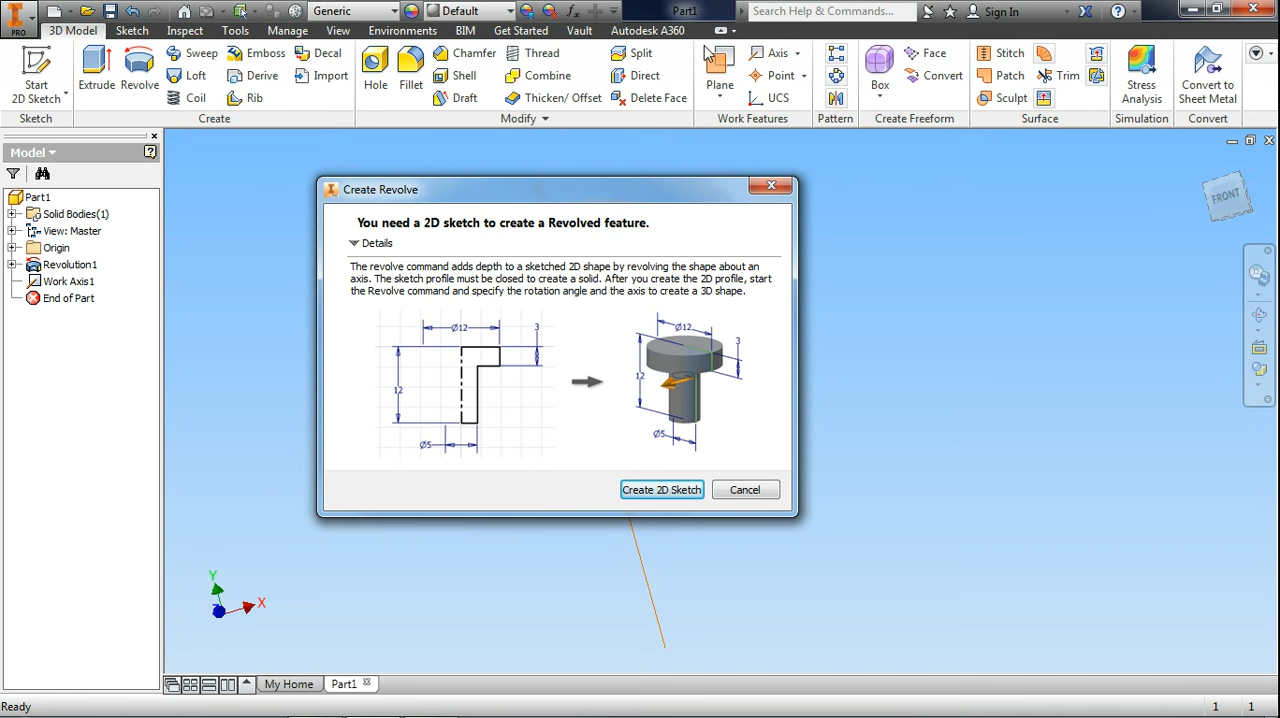 PRO
Generic
Default
Part1
Search Help & Commands...
Sign In
3D Model
Sketch
Inspect
Tools
Manage
View
Environments
BIM
Get Started
Vault
Autodesk A360
Start
2D Sketch
Extrude
Revolve
Sweep
Emboss
Decal
Loft
Derive
Import
Coil
Rib
Hole
Fillet
Chamfer
Thread
Split
Shell
Combine
Direct
Draft
Thicken/ Offset
Delete Face
Plane
Axis
Point
UCS
Box
Face
Convert
Stitch
Patch
Trim
Sculpt
Stress
Analysis
Convert to
Sheet Metal
Sketch
Create
Modify
Work Features
Pattern
Create Freeform
Surface
Simulation
Convert
Model
Part1
Solid Bodies(1)
View: Master
Origin
Revolution1
Work Axis1
End of Part
Create Revolve
You need a 2D sketch to create a Revolved feature.
Details
The revolve command adds depth to a sketched 2D shape by revolving the shape about an
axis. The sketch profile must be closed to create a solid. After you create the 2D profile, start
the Revolve command and specify the rotation angle and the axis to create a 3D shape.
Ø12
3
12
Ø5
Ø12
3
12
Ø5
Create 2D Sketch
Cancel
FRONT
Y
X
My Home
Part1
Ready
1
1